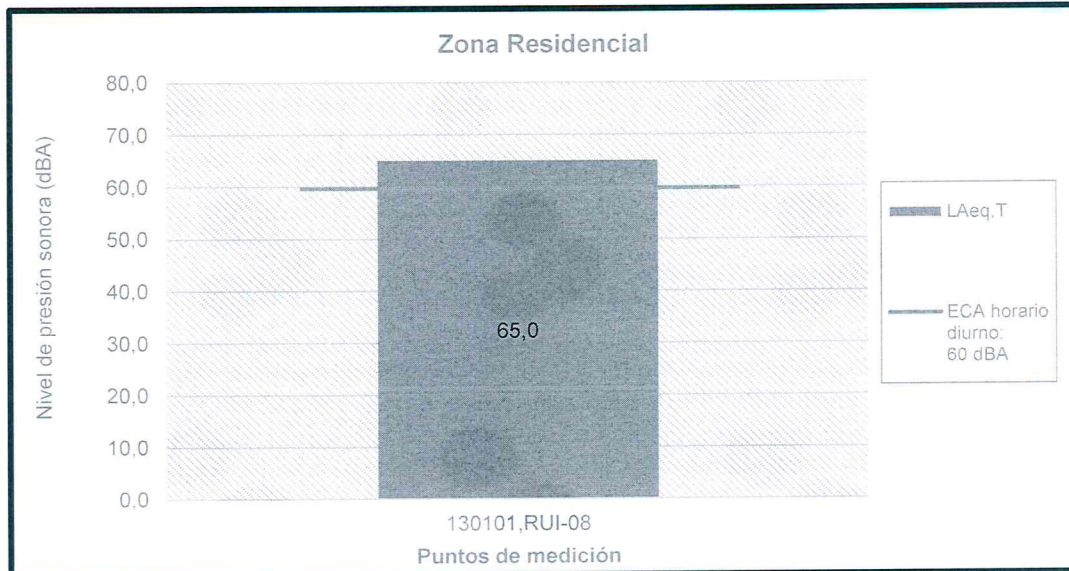 Zona Residencial
Nivel de presión sonora (dBA)
80,0
70,0
60,0
50,0
40,0
30,0
20,0
10,0
0,0
65,0
130101,RUI-08
Puntos de medición
LAeq.T
ECA horario
diurno:
60 dBA